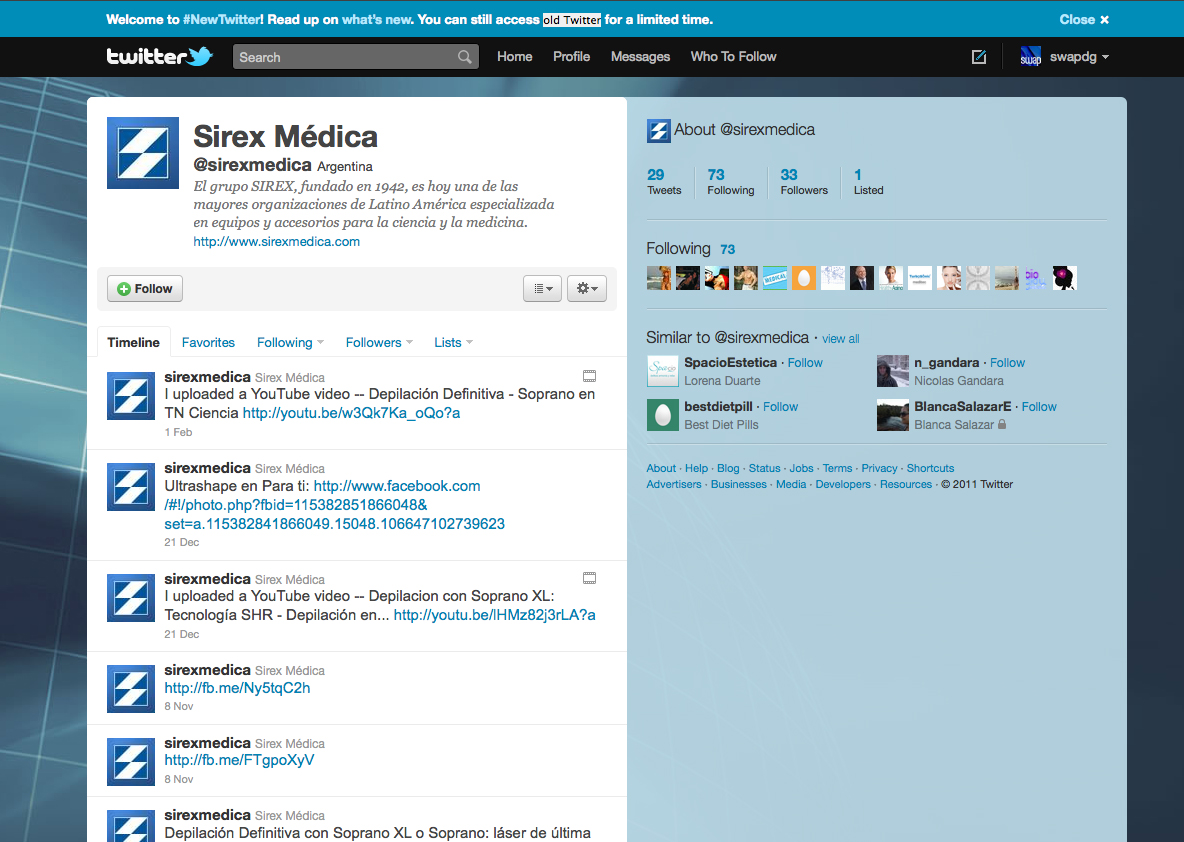 Welcome to #NewTwitter! Read up on what's new. You can still access old Twitter for a limited time.
Close ×
twitter
Search
Home Profile Messages Who To Follow
swap
swapdg
Sirex Médica
@sirexmedica Argentina
El grupo SIREX, fundado en 1942, es hoy una de las
mayores organizaciones de Latino América especializada
en equipos y accesorios para la ciencia y la medicina.
http://www.sirexmedica.com
Follow
Timeline Favorites Following Followers Lists
sirexmedica Sirex Médica
I uploaded a YouTube video -- Depilación Definitiva - Soprano en
TN Ciencia http://youtu.be/w3Qk7Ka_oQo?a
1 Feb
sirexmedica Sirex Médica
Ultrashape en Para ti: http://www.facebook.com
/#!/photo.php?fbid=115382851866048&
set=a.115382841866049.15048.106647102739623
21 Dec
sirexmedica Sirex Médica
I uploaded a YouTube video -- Depilacion con Soprano XL:
Tecnología SHR - Depilación en... http://youtu.be/lHMz82j3rLA?a
21 Dec
sirexmedica Sirex Médica
http://fb.me/Ny5tqC2h
8 Nov
sirexmedica Sirex Médica
http://fb.me/FTgpoXyV
8 Nov
sirexmedica Sirex Médica
Depilación Definitiva con Soprano XL o Soprano: láser de última
About @sirexmedica
29 73 33 1
Tweets Following Followers Listed
Following 73
MEDICAL
Similar to @sirexmedica · view all
SpacioEstetica · Follow
Lorena Duarte
n_gandara · Follow
Nicolas Gandara
bestdietpill · Follow
Best Diet Pills
BlancaSalazarE · Follow
Blanca Salazar
About · Help · Blog · Status · Jobs · Terms · Privacy · Shortcuts
Advertisers · Businesses · Media · Developers · Resources · © 2011 Twitter